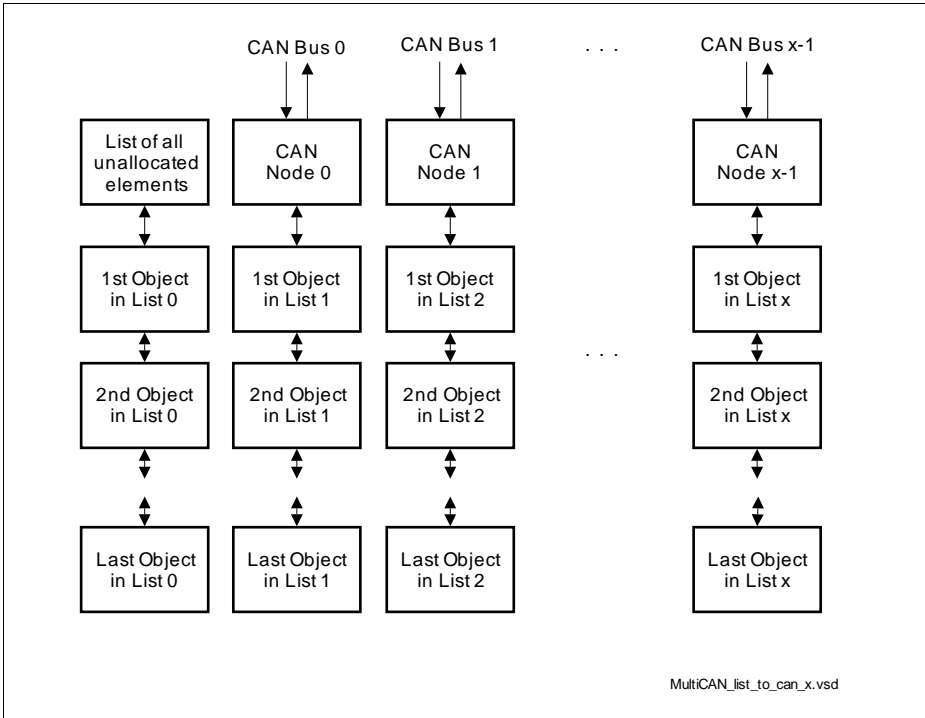 CAN Bus 0
CAN Bus 1
. . .
CAN Bus x-1
List of all
unallocated
elements
CAN
Node 0
CAN
Node 1
CAN
Node x-1
1st Object
in List 0
1st Object
in List 1
1st Object
in List 2
1st Object
in List x
. . .
2nd Object
in List 0
2nd Object
in List 1
2nd Object
in List 2
2nd Object
in List x
Last Object
in List 0
Last Object
in List 1
Last Object
in List 2
Last Object
in List x
MultiCAN_list_to_can_x.vsd